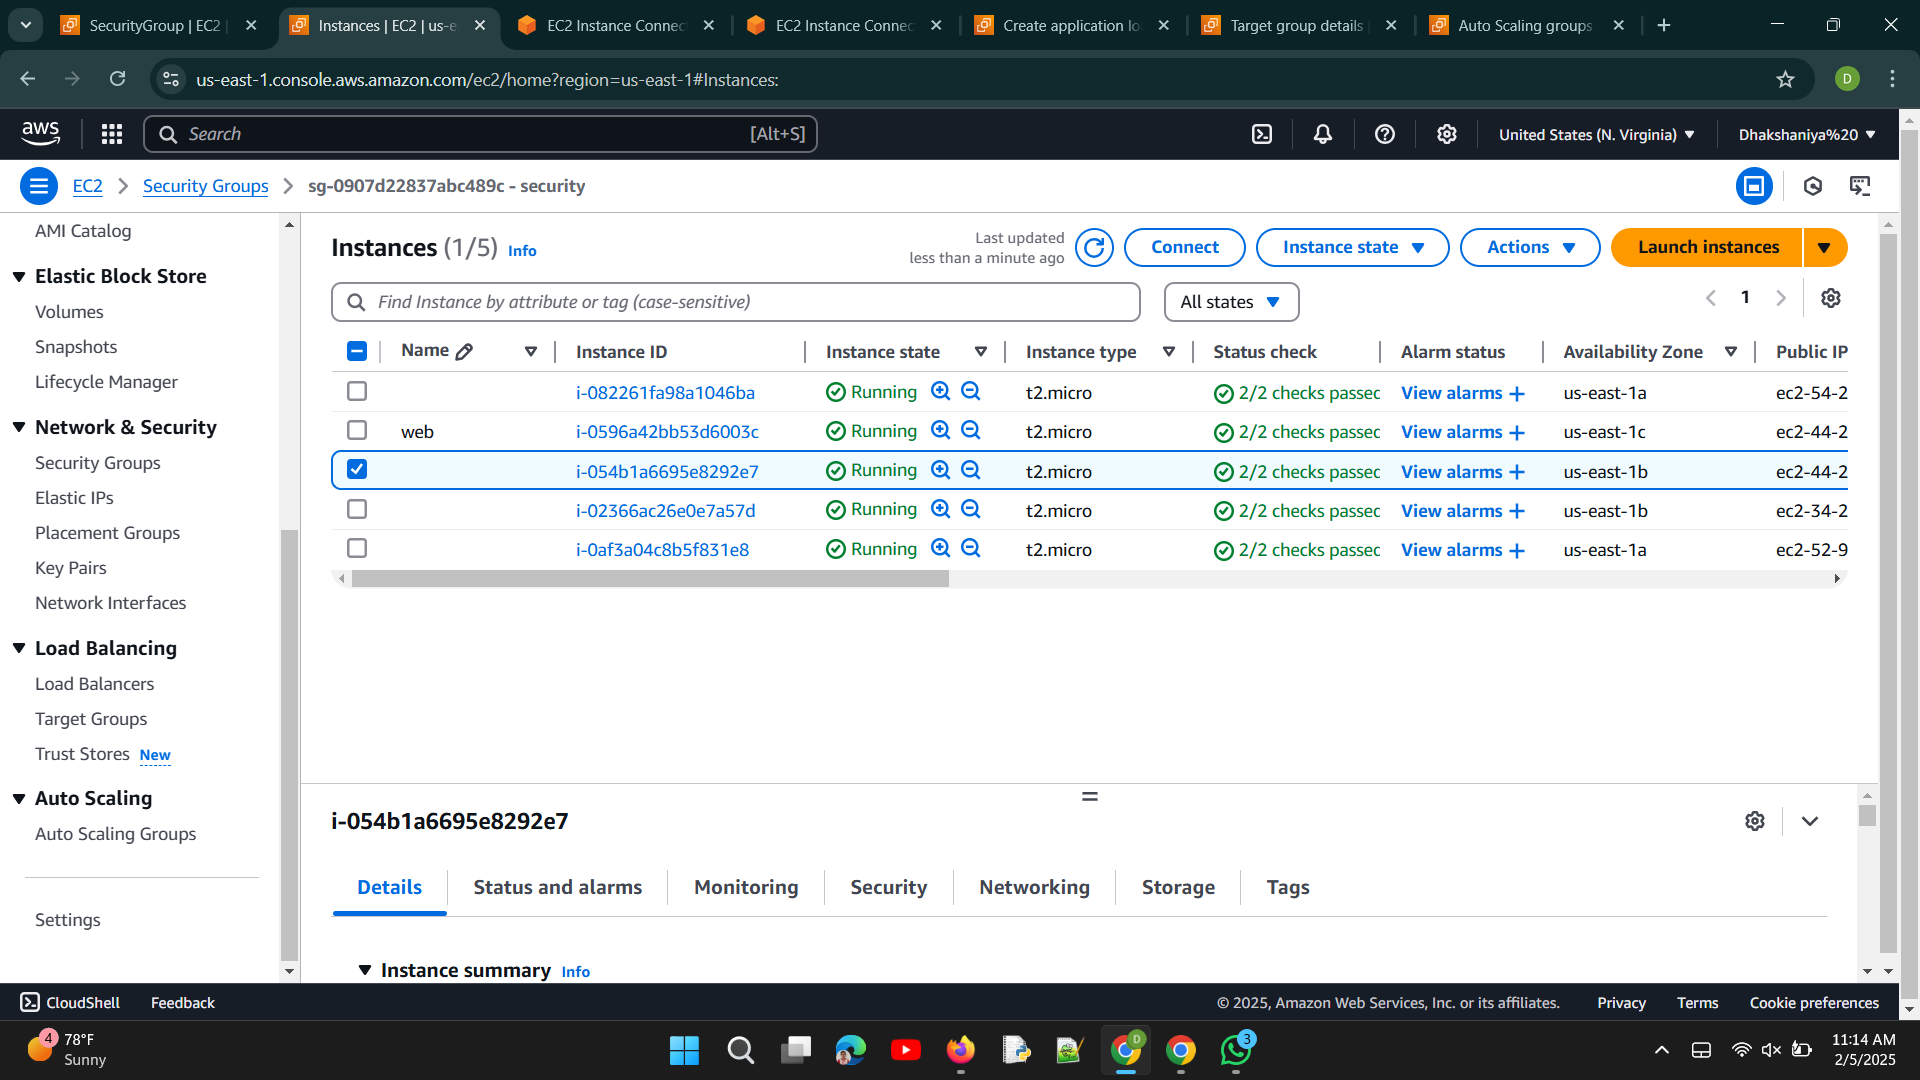 SecurityGroup | EC2 |
Instances | EC2 | us-e
EC2 Instance Connec
EC2 Instance Connec
Create application lo
Target group details |
Auto Scaling groups
us-east-1.console.aws.amazon.com/ec2/home?region=us-east-1#Instances:
D
aws
Search
[Alt+S]
United States (N. Virginia)
Dhakshaniya%20
EC2
Security Groups
sg-0907d22837abc489c - security
AMI Catalog
Elastic Block Store
Volumes
Snapshots
Lifecycle Manager
Network & Security
Security Groups
Elastic IPs
Placement Groups
Key Pairs
Network Interfaces
Load Balancing
Load Balancers
Target Groups
Trust Stores New
Auto Scaling
Auto Scaling Groups
Settings
Instances (1/5) Info
Last updated
less than a minute ago
Connect
Instance state
Actions
Launch instances
Find Instance by attribute or tag (case-sensitive)
All states
1
Name Instance ID Instance state Instance type Status check Alarm status Availability Zone Public IP
i-082261fa98a1046ba Running t2.micro 2/2 checks passed View alarms + us-east-1a ec2-54-2
web i-0596a42bb53d6003c Running t2.micro 2/2 checks passed View alarms + us-east-1c ec2-44-2
i-054b1a6695e8292e7 Running t2.micro 2/2 checks passed View alarms + us-east-1b ec2-44-2
i-02366ac26e0e7a57d Running t2.micro 2/2 checks passed View alarms + us-east-1b ec2-34-2
i-0af3a04c8b5f831e8 Running t2.micro 2/2 checks passed View alarms + us-east-1a ec2-52-9
i-054b1a6695e8292e7
Details
Status and alarms
Monitoring
Security
Networking
Storage
Tags
Instance summary Info
CloudShell
Feedback
© 2025, Amazon Web Services, Inc. or its affiliates.
Privacy
Terms
Cookie preferences
4
78°F
Sunny
D
3
11:14 AM
2/5/2025